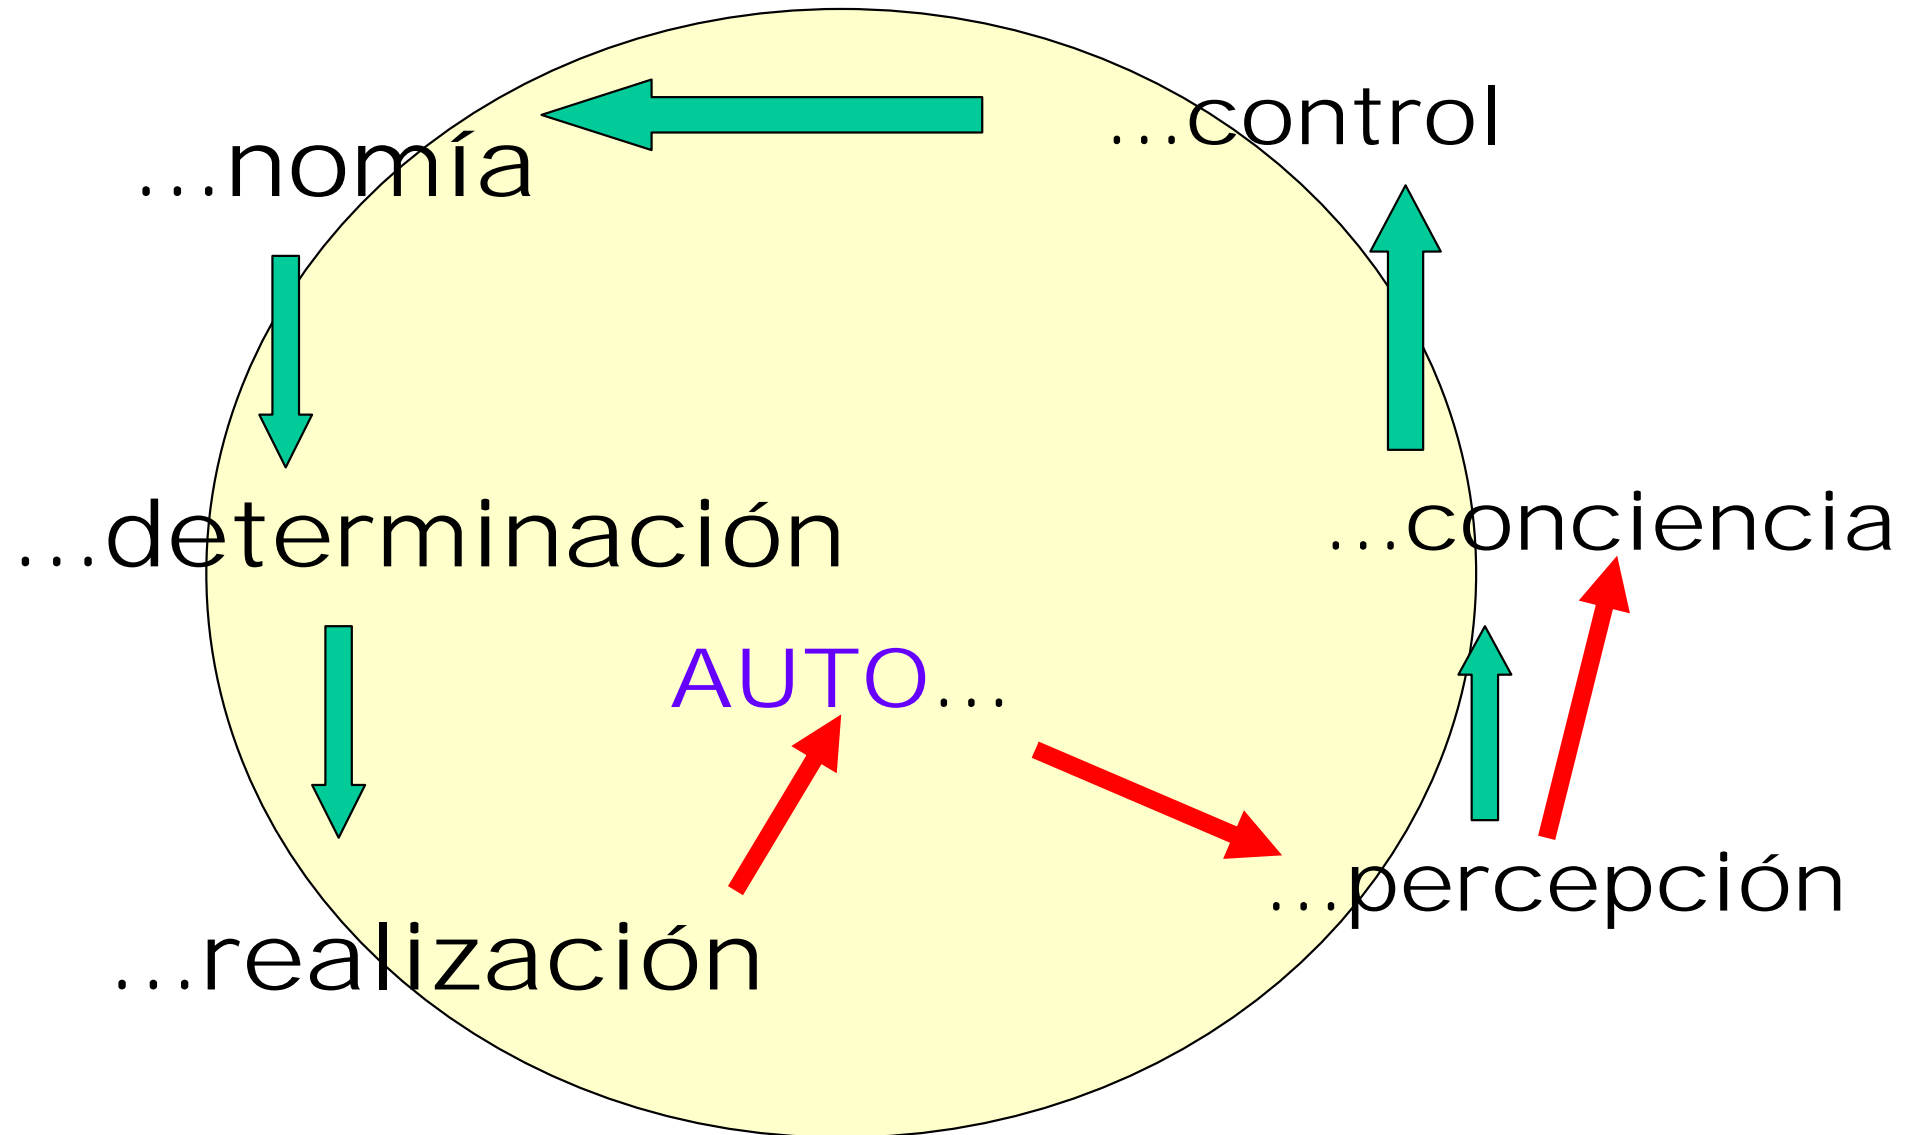 ...control
...nomía
...conciencia
...determinación
AUTO...
...percepción
...realización